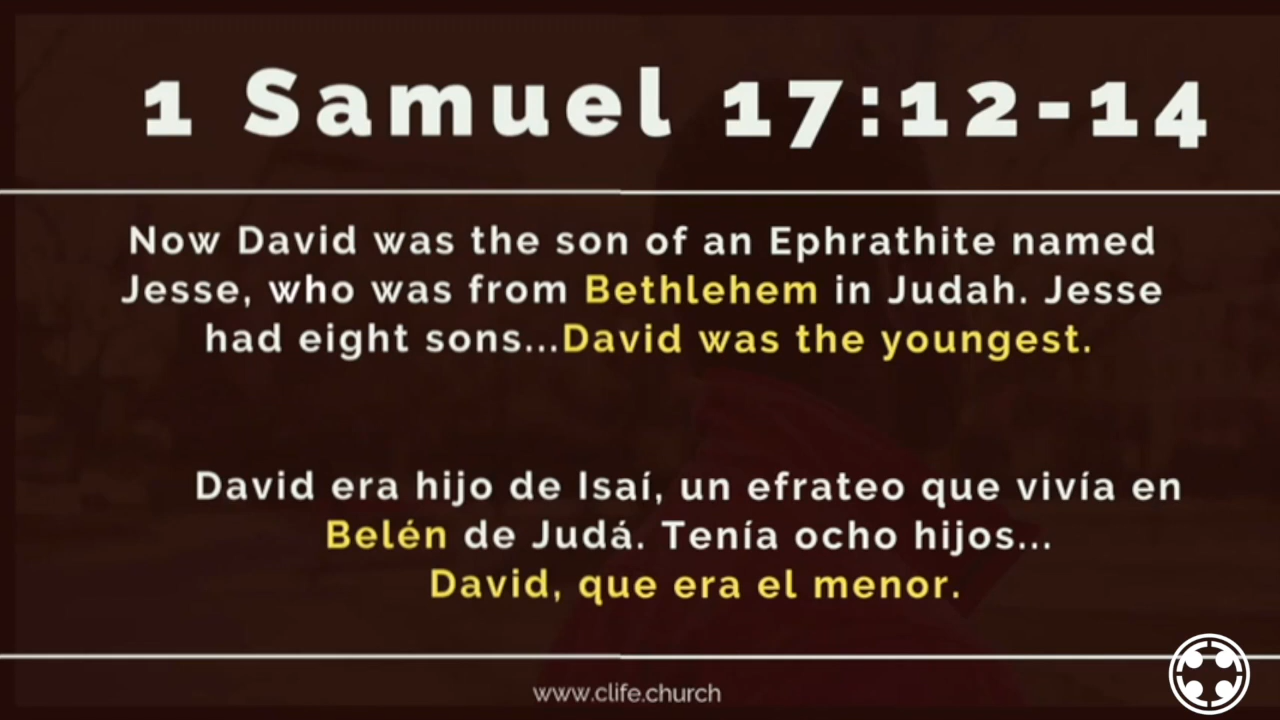 1 Samuel 17:12-14
Now David was the son of an Ephrathite named
Jesse, who was from Bethlehem in Judah. Jesse
had eight sons...David was the youngest.
David era hijo de Isaí, un efrateo que vivía en
Belén de Judá. Tenía ocho hijos...
David, que era el menor.
www.clife.church